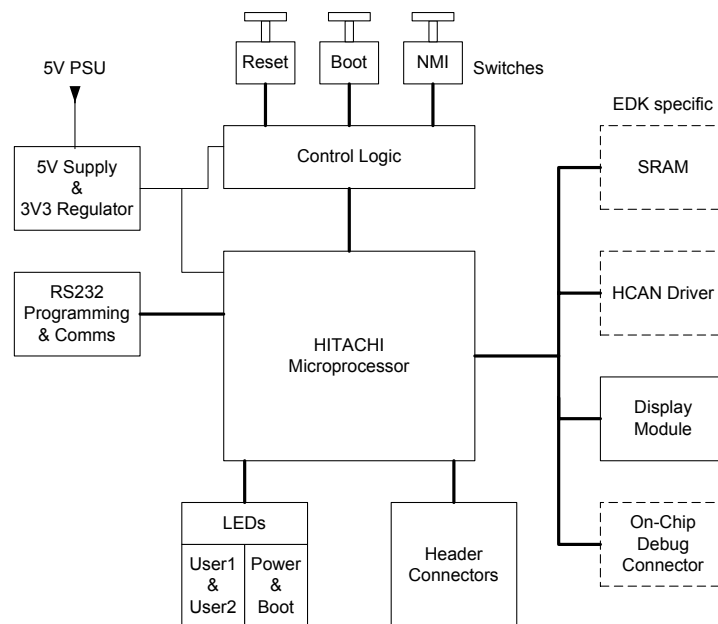 Reset
Boot
NMI
Switches
5V PSU
EDK specific
Control Logic
5V Supply
&
3V3 Regulator
SRAM
RS232
Programming
& Comms
HCAN Driver
HITACHI
Microprocessor
Display
Module
LEDs
User1
&
User2
Power
&
Boot
Header
Connectors
On-Chip
Debug
Connector